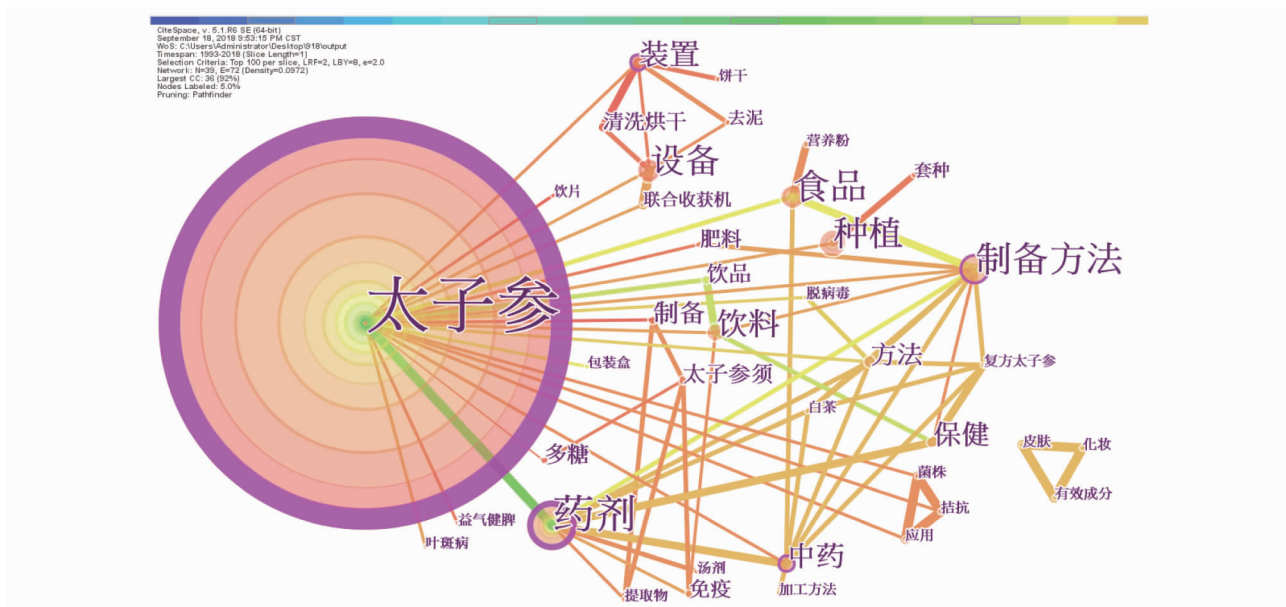 CiteSpace, v. 5.1.R6 SE (64-bit)
September 18, 2018 9:53:15 PM CST
WoS: C:\Users\Administrator\Desktop\918\output
Timespan: 1993-2018 (Slice Length=1)
Selection Criteria: Top 100 per slice, LRF=2, LBY=8, e=2.0
Network: N=39, E=72 (Density=0.0972)
Largest CC: 36 (92%)
Nodes Labeled: 5.0%
Pruning: Pathfinder
装置
饼干
清洗烘干
去泥
营养粉
设备
套种
食品
饮片
联合收获机
种植
肥料
制备方法
饮品
脱病毒
太子参
制备
饮料
方法
包装盒
复方太子参
太子参须
白茶
保健
皮肤
化妆
多糖
菌株
有效成分
拮抗
药剂
益气健脾
应用
叶斑病
中药
汤剂
免疫
提取物
加工方法